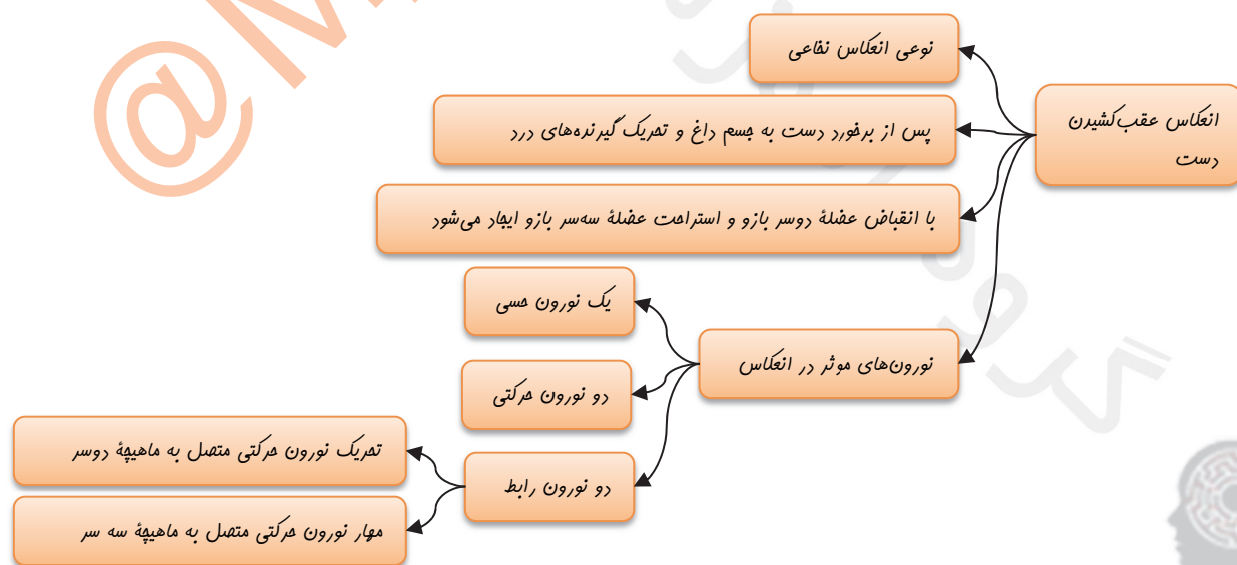 نوعی انعکاس نخاعی
انعکاس عقب‌کشیدن
دست
پس از برخورد دست به جسم داغ و تحریک گیرنده‌های درد
با انقباض عضلهٔ دوسر بازو و استراحت عضلهٔ سه‌سر بازو ایجاد می‌شود
نورون‌های موثر در انعکاس
یک نورون حسی
دو نورون حرکتی
دو نورون رابط
تحریک نورون حرکتی متصل به ماهیچهٔ دوسر
مهار نورون حرکتی متصل به ماهیچهٔ سه سر
گروه